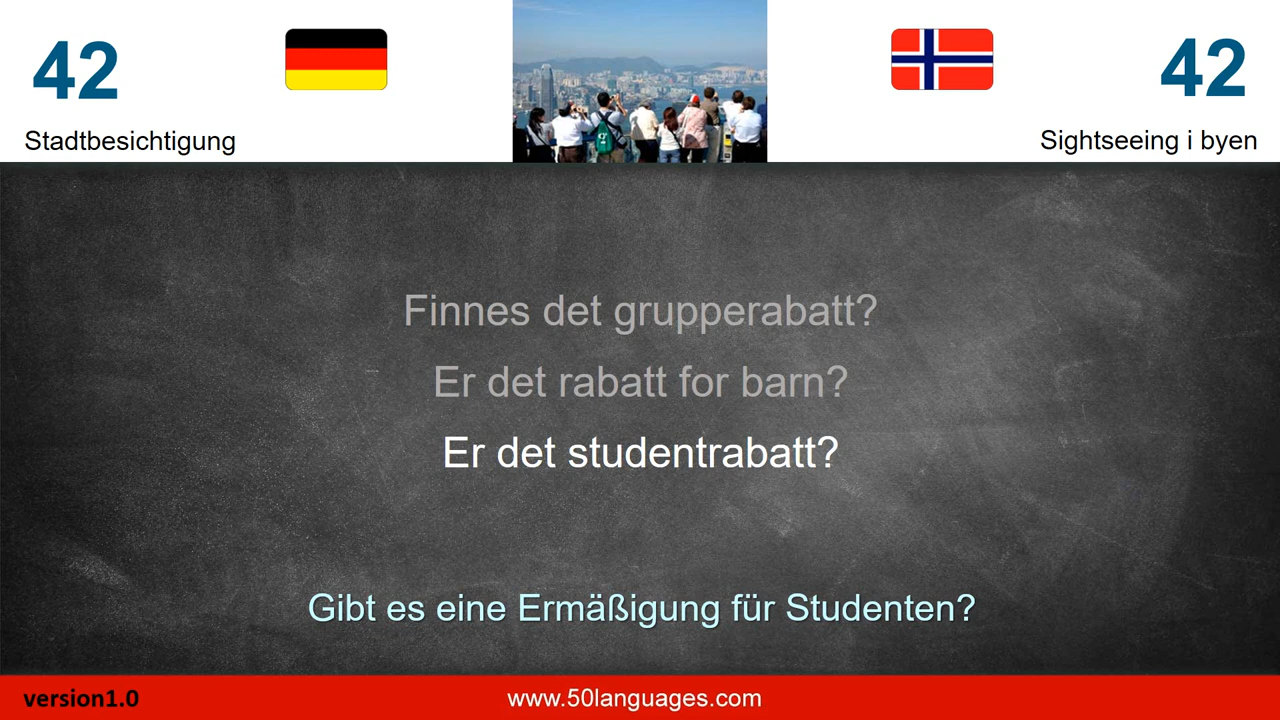 42
42
Stadtbesichtigung
Sightseeing i byen
Finnes det grupperabatt?
Er det rabatt for barn?
Er det studentrabatt?
Gibt es eine Ermäßigung für Studenten?
version1.0
www.50languages.com